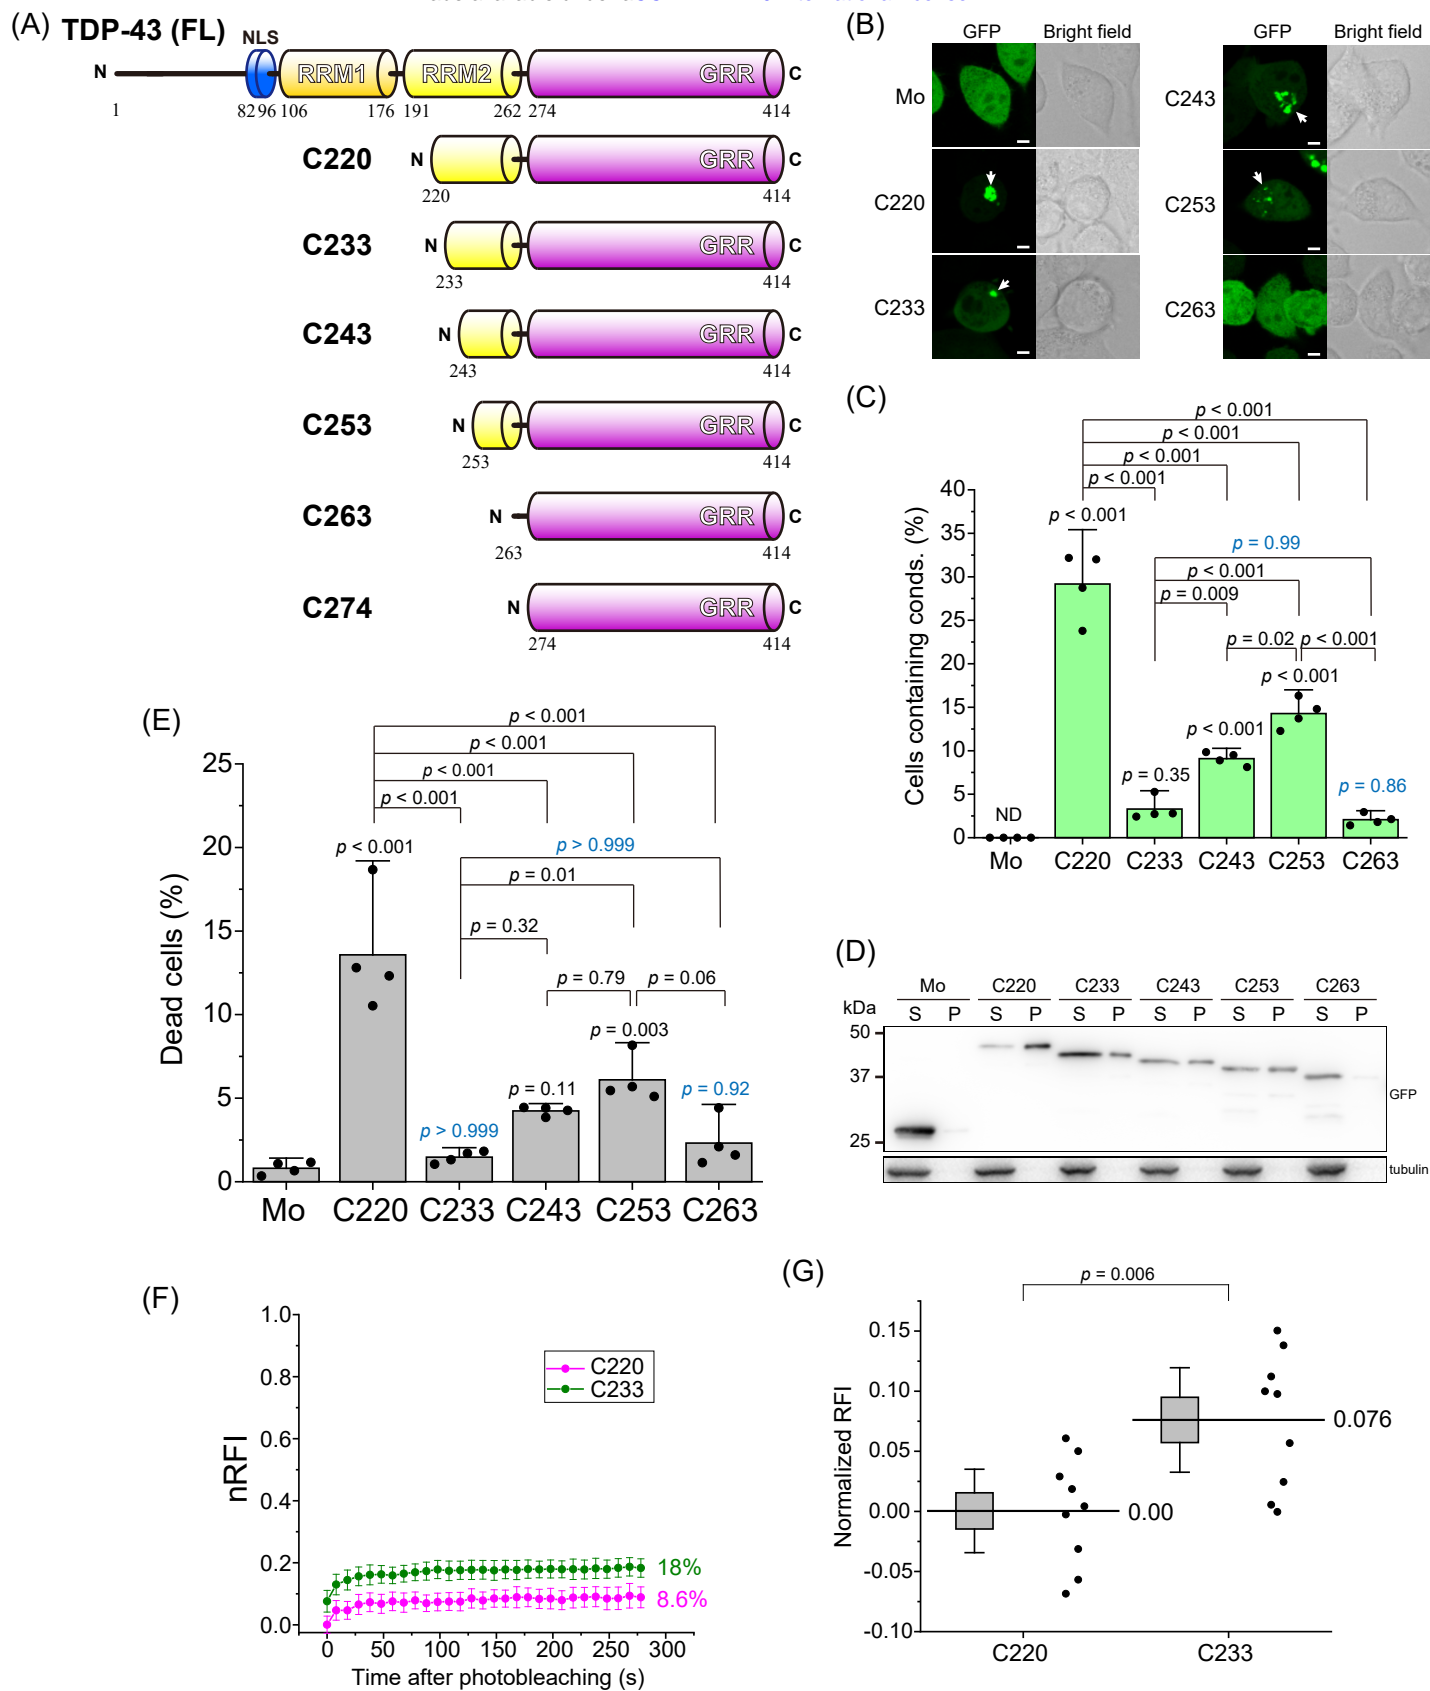 (A) TDP-43 (FL)
NLS
N RRM1 RRM2 GRR C
1 82 96 106 176 191 262 274 414
C220 N GRR C
220 414
C233 N GRR C
233 414
C243 N GRR C
243 414
C253 N GRR C
253 414
C263 N GRR C
263 414
C274 N GRR C
274 414
(B)
GFP Bright field GFP Bright field
Mo C243
C220 C253
C233 C263
(C)
p < 0.001
p < 0.001
p < 0.001
p < 0.001
p < 0.001
p = 0.99
p < 0.001
p = 0.009
p = 0.02 p < 0.001
p < 0.001
p < 0.001
p = 0.35
p = 0.86
ND
Cells containing conds. (%)
40
35
30
25
20
15
10
5
0
Mo C220 C233 C243 C253 C263
(D)
Mo C220 C233 C243 C253 C263
kDa S P S P S P S P S P S P
50
37
25
GFP
tubulin
(E)
p < 0.001
p < 0.001
p < 0.001
p < 0.001
p < 0.001
p > 0.999
p = 0.01
p = 0.32
p = 0.79 p = 0.06
p = 0.003
p = 0.11
p = 0.92
p > 0.999
Dead cells (%)
25
20
15
10
5
0
Mo C220 C233 C243 C253 C263
(F)
nRFI
1.0
0.8
0.6
0.4
0.2
0.0
C220
C233
18%
8.6%
0 50 100 150 200 250 300
Time after photobleaching (s)
(G)
p = 0.006
Normalized RFI
0.15
0.10
0.05
0.00
-0.05
-0.10
0.076
0.00
C220 C233